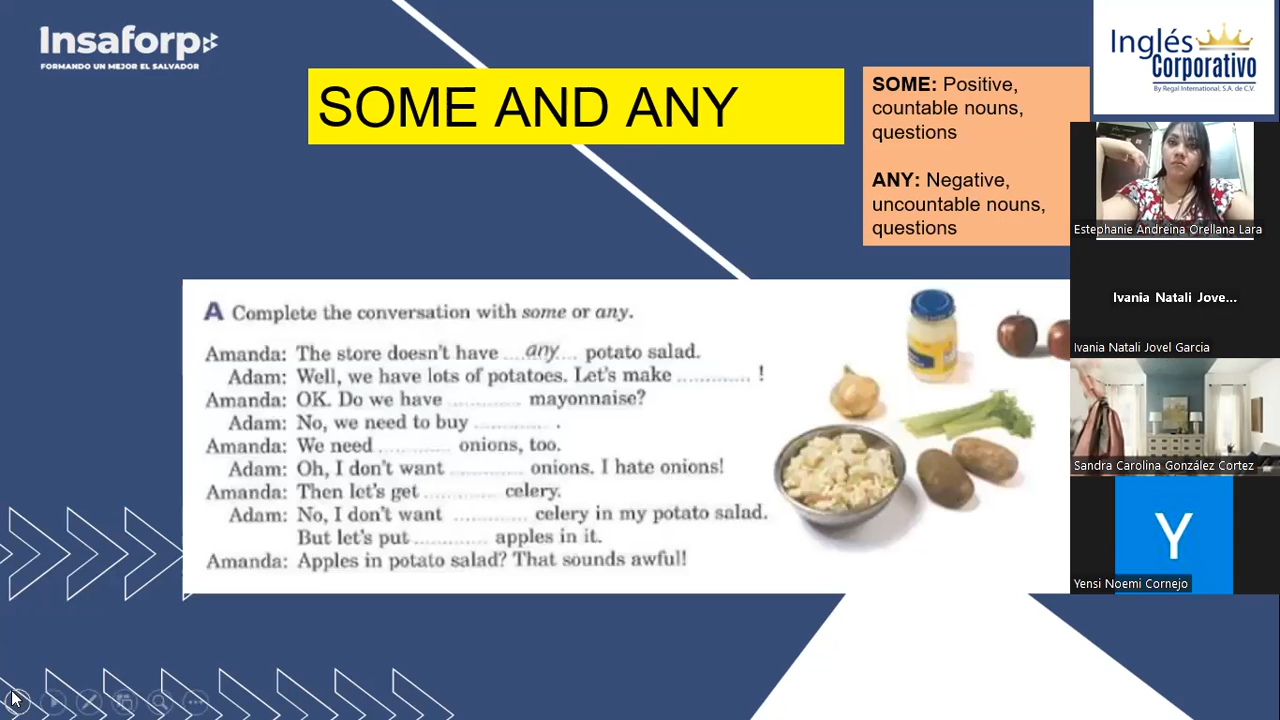 Insaforp
FORMANDO UN MEJOR EL SALVADOR
SOME AND ANY
SOME: Positive,
countable nouns,
questions
ANY: Negative,
uncountable nouns,
questions
Inglés
Corporativo
By Regal International, S.A. de C.V.
Estephanie Andreina Orellana Lara
Ivania Natali Jove...
Ivania Natali Jovel Garcia
Sandra Carolina González Cortez
Y
Yensi Noemi Cornejo
A Complete the conversation with some or any.
Amanda: The store doesn't have ....any.... potato salad.
Adam: Well, we have lots of potatoes. Let's make ............ !
Amanda: OK. Do we have ............ mayonnaise?
Adam: No, we need to buy ............ .
Amanda: We need ............ onions, too.
Adam: Oh, I don't want ............ onions. I hate onions!
Amanda: Then let's get ............ celery.
Adam: No, I don't want ............ celery in my potato salad.
But let's put ............ apples in it.
Amanda: Apples in potato salad? That sounds awful!